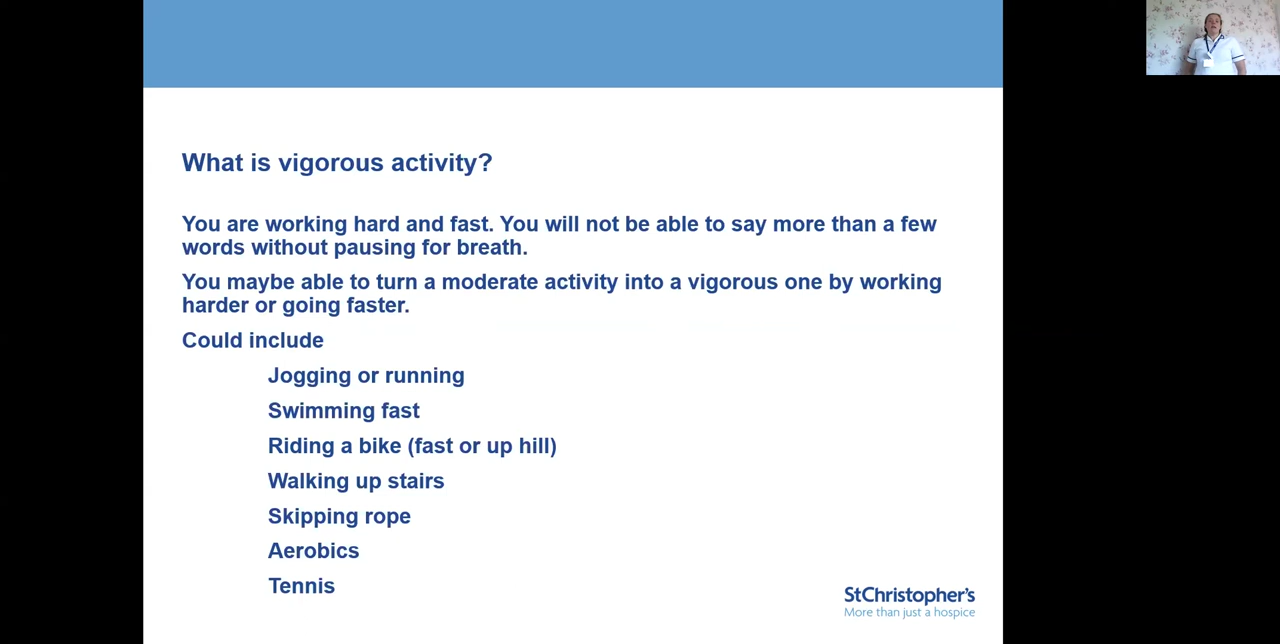 What is vigorous activity?
You are working hard and fast. You will not be able to say more than a few
words without pausing for breath.
You maybe able to turn a moderate activity into a vigorous one by working
harder or going faster.
Could include
Jogging or running
Swimming fast
Riding a bike (fast or up hill)
Walking up stairs
Skipping rope
Aerobics
Tennis
StChristopher's
More than just a hospice